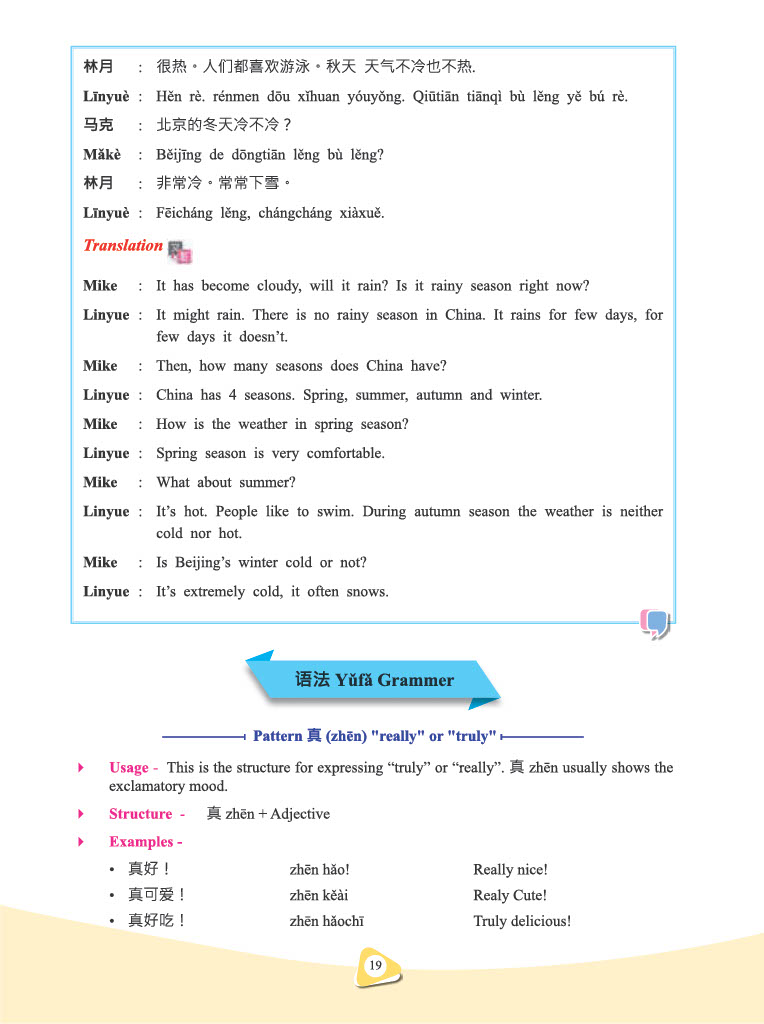 林月 : 很热。人们都喜欢游泳。秋天 天气不冷也不热.
Līnyuè : Hěn rè. rénmen dōu xǐhuan yóuyǒng. Qiūtiān tiānqì bù lěng yě bú rè.
马克 : 北京的冬天冷不冷？
Mǎkè : Běijīng de dōngtiān lěng bù lěng?
林月 : 非常冷。常常下雪。
Līnyuè : Fēicháng lěng, chángcháng xiàxuě.
Translation
Mike : It has become cloudy, will it rain? Is it rainy season right now?
Linyue : It might rain. There is no rainy season in China. It rains for few days, for
few days it doesn’t.
Mike : Then, how many seasons does China have?
Linyue : China has 4 seasons. Spring, summer, autumn and winter.
Mike : How is the weather in spring season?
Linyue : Spring season is very comfortable.
Mike : What about summer?
Linyue : It’s hot. People like to swim. During autumn season the weather is neither
cold nor hot.
Mike : Is Beijing’s winter cold or not?
Linyue : It’s extremely cold, it often snows.
语法 Yǔfǎ Grammer
Pattern 真 (zhēn) "really" or "truly"
Usage - This is the structure for expressing “truly” or “really”. 真 zhēn usually shows the
exclamatory mood.
Structure - 真 zhēn + Adjective
Examples -
• 真好！ zhēn hǎo! Really nice!
• 真可爱！ zhēn kěài Realy Cute!
• 真好吃！ zhēn hǎochī Truly delicious!
19